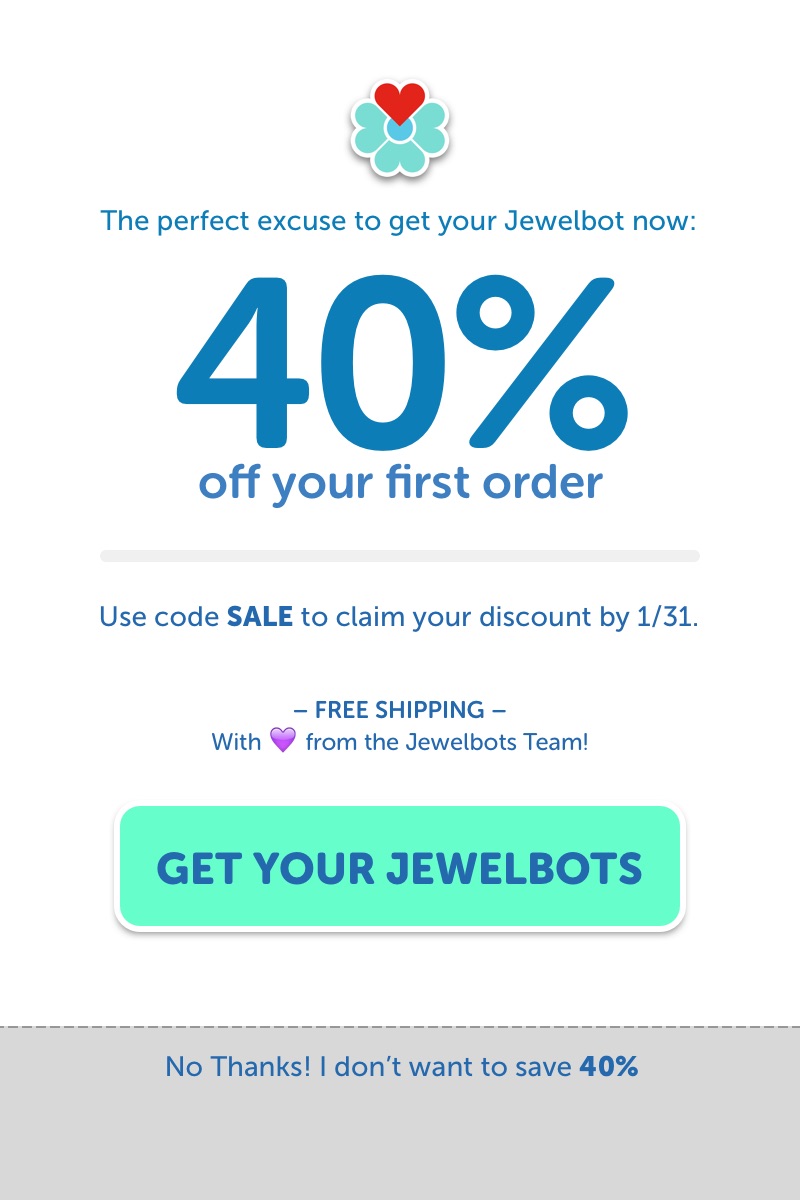 The perfect excuse to get your Jewelbot now:
40%
off your first order
Use code SALE to claim your discount by 1/31.
– FREE SHIPPING –
With 💜 from the Jewelbots Team!
GET YOUR JEWELBOTS
No Thanks! I don’t want to save 40%